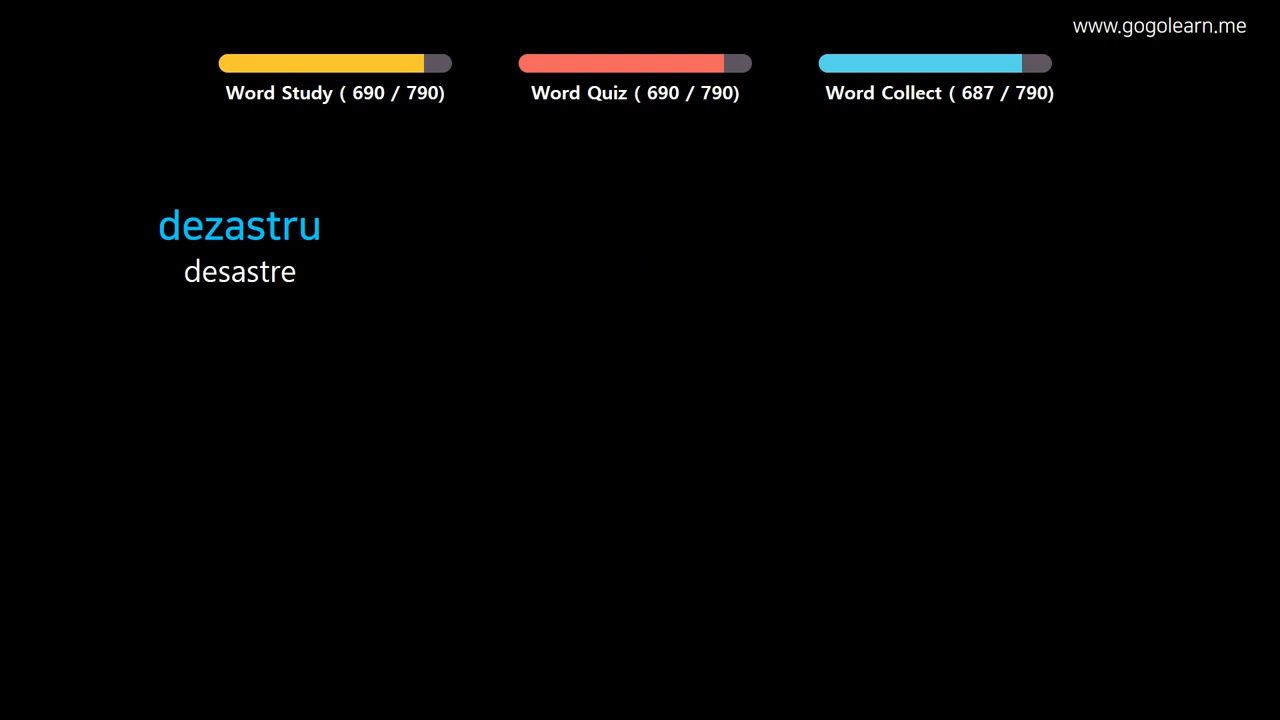 www.gogolearn.me
Word Study ( 690 / 790)
Word Quiz ( 690 / 790)
Word Collect ( 687 / 790)
dezastru
desastre